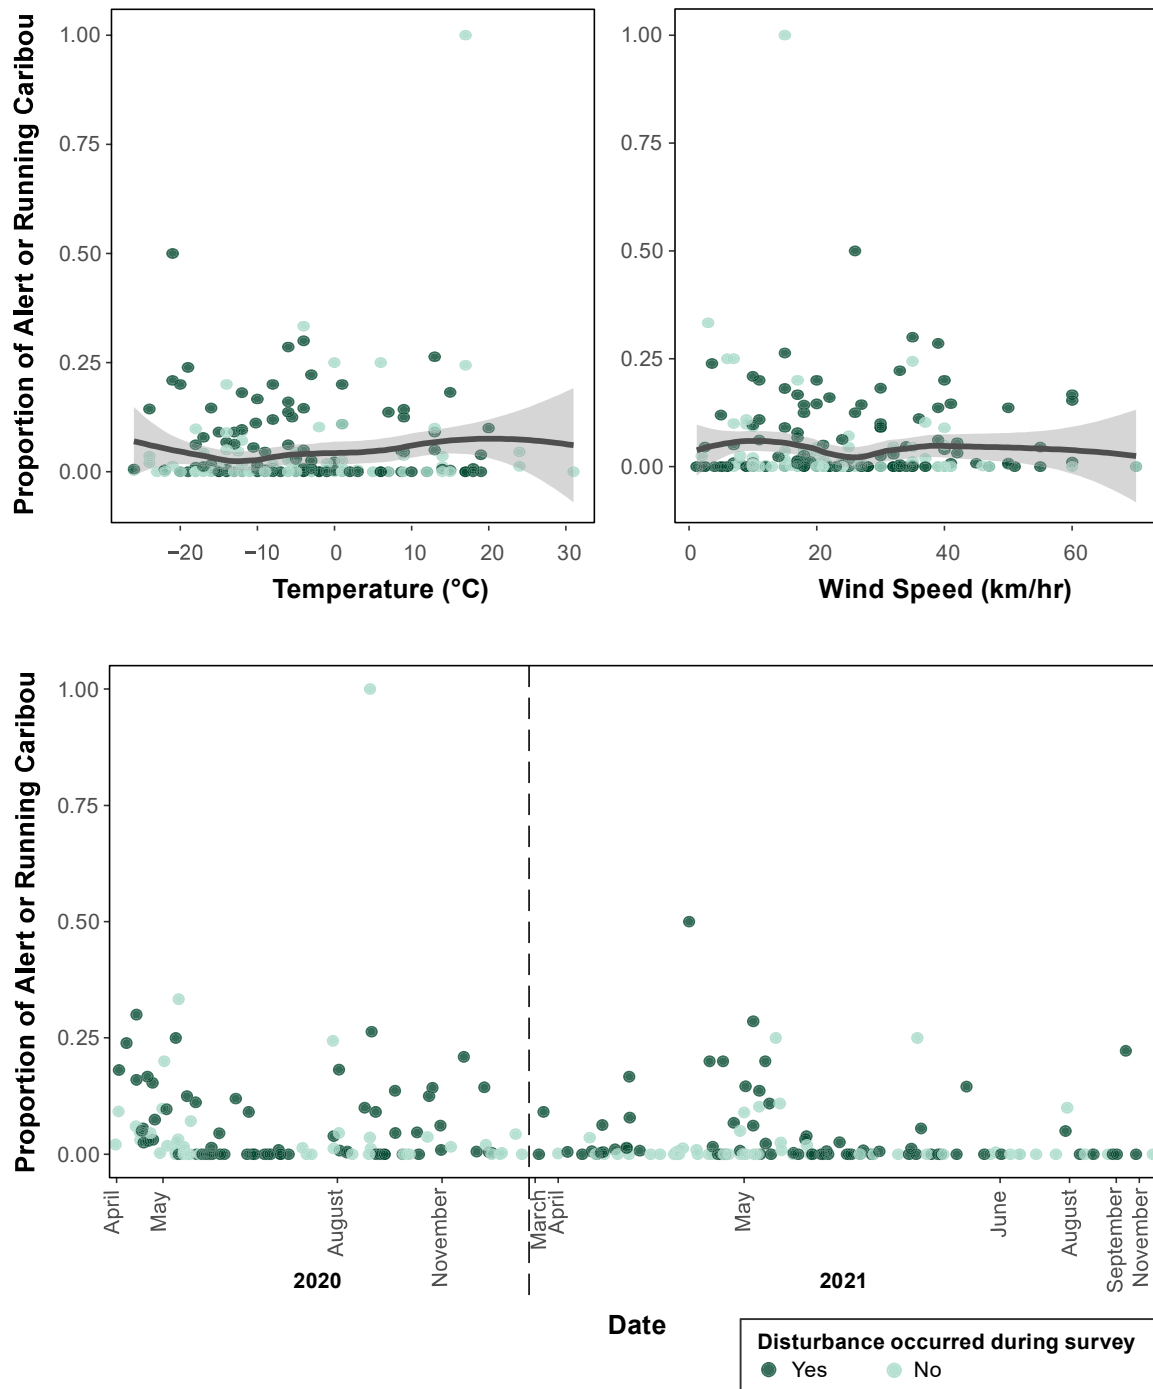 Proportion of Alert or Running Caribou
1.00
0.75
0.50
0.25
0.00
−20
−10
0
10
20
30
Temperature (°C)
1.00
0.75
0.50
0.25
0.00
0
20
40
60
Wind Speed (km/hr)
Proportion of Alert or Running Caribou
1.00
0.75
0.50
0.25
0.00
April
May
August
November
March
April
May
June
August
September
November
2020
2021
Date
Disturbance occurred during survey
Yes
No